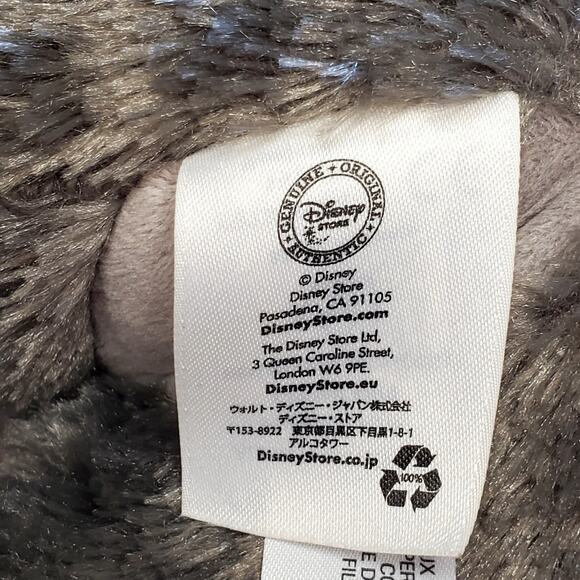 GENUINE ★ ORIGINAL ★ AUTHENTIC ★
Disney
STORE
© Disney
Disney Store
Pasadena, CA 91105
DisneyStore.com
The Disney Store Ltd,
3 Queen Caroline Street,
London W6 9PE.
DisneyStore.eu
ウォルト・ディズニー・ジャパン株式会社
ディズニー・ストア
〒153-8922 東京都目黒区下目黒1-8-1
アルコタワー
DisneyStore.co.jp
100%